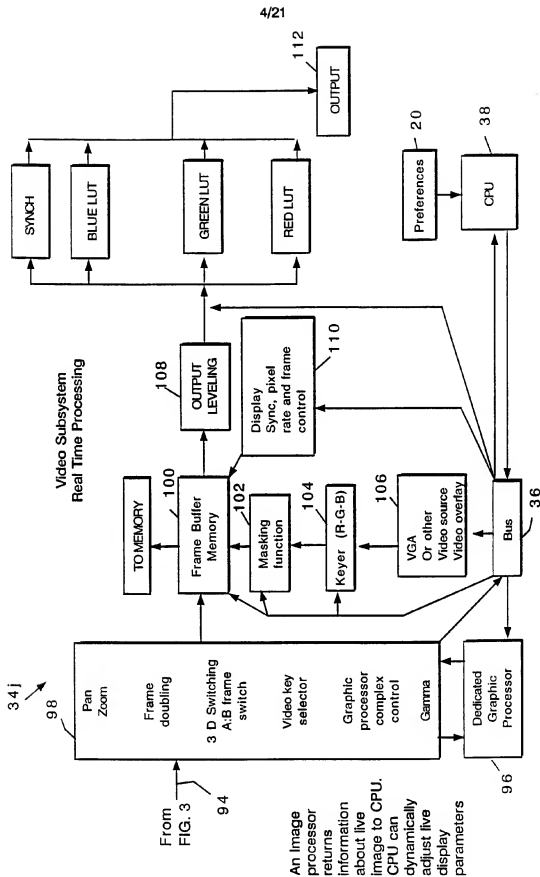 4/21
Video Subsystem
Real Time Processing
34j
98
Pan
Zoom
Frame
doubling
3 D Switching
A:B frame
switch
Video key
selector
Graphic
processor
complex
control
Gamma
From
FIG. 3
94
An Image
processor
returns
information
about live
image to CPU.
CPU can
dynamically
adjust live
display
parameters
Dedicated
Graphic
Processor
96
TO MEMORY
100
Frame Buffer
Memory
102
Masking
function
104
Keyer (R-G-B)
106
VGA
Or other
Video source
Video overlay
Bus
36
108
OUTPUT
LEVELING
Display
Sync, pixel
rate and frame
control
110
SYNCH
BLUE LUT
GREEN LUT
RED LUT
112
OUTPUT
20
Preferences
38
CPU